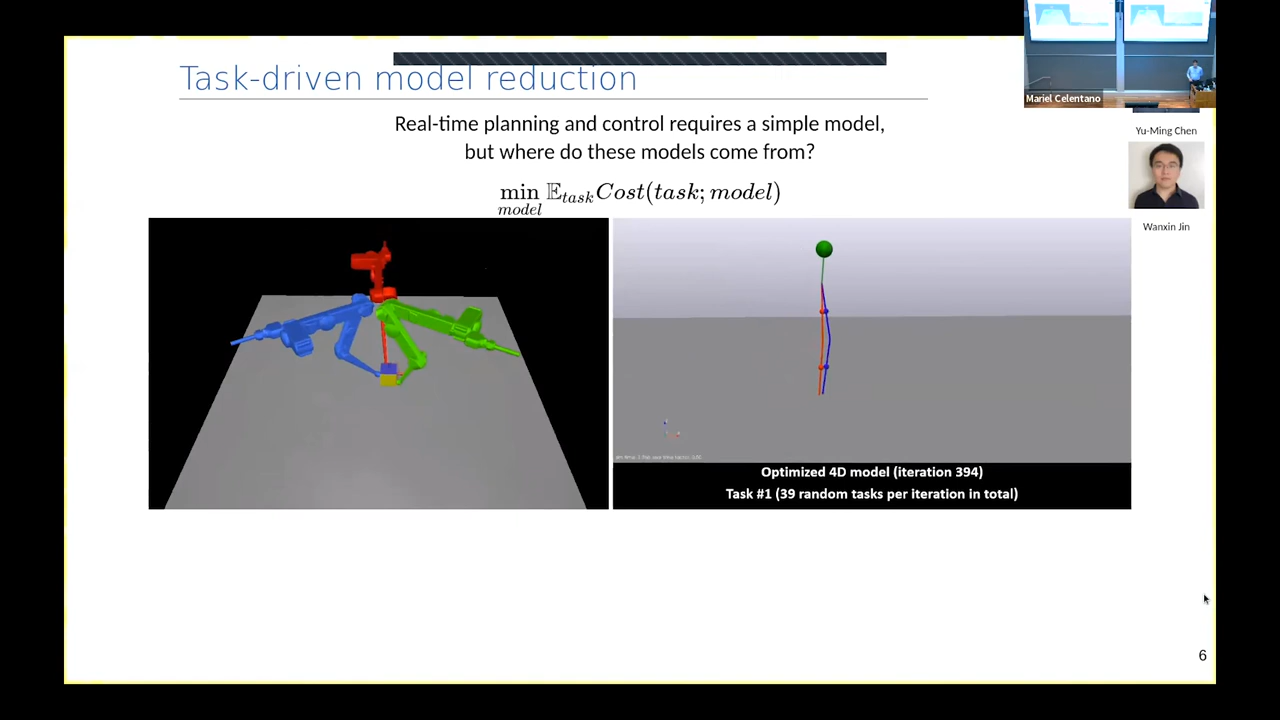 Task-driven model reduction
Real-time planning and control requires a simple model,
but where do these models come from?
min 𝔼task Cost(task; model)
model
Mariel Celentano
Yu-Ming Chen
Wanxin Jin
Optimized 4D model (iteration 394)
Task #1 (39 random tasks per iteration in total)
6